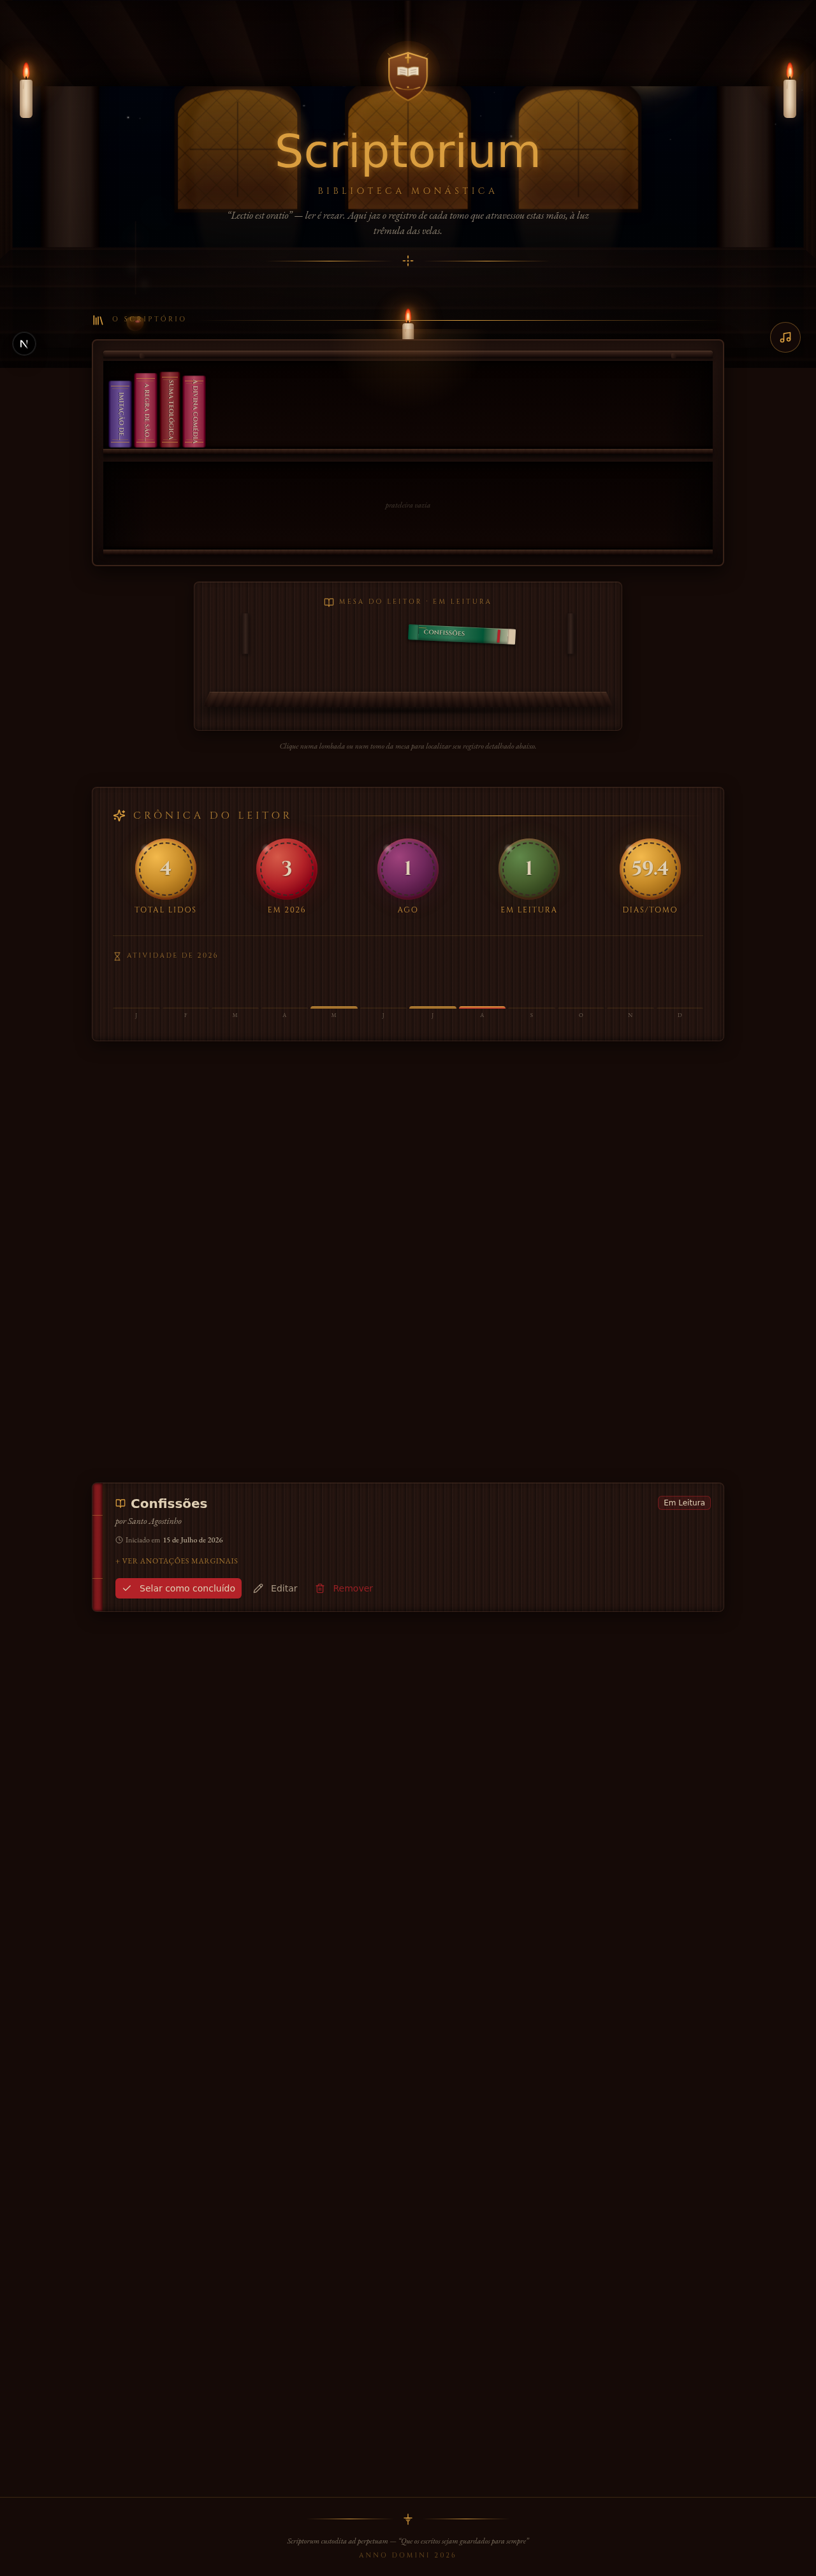 Scriptorium
BIBLIOTECA MONÁSTICA
"Lectio est oratio" — ler é rezar. Aqui jaz o registro de cada tomo que atravessou estas mãos, à luz
trêmula das velas.
O SCRIPTÓRIO
N
IMITAÇÃO DE…
A REGRA DE SÃO…
SUMA TEOLÓGICA
A DIVINA COMÉDIA
prateleira vazia
MESA DO LEITOR · EM LEITURA
CONFISSÕES
Clique numa lombada ou num tomo da mesa para localizar seu registro detalhado abaixo.
CRÔNICA DO LEITOR
4
3
1
1
59.4
TOTAL LIDOS
EM 2026
AGO
EM LEITURA
DIAS/TOMO
ATIVIDADE DE 2026
J F M A M J J A S O N D
Confissões
Em Leitura
por Santo Agostinho
Iniciado em 15 de Julho de 2026
+ VER ANOTAÇÕES MARGINAIS
Selar como concluído
Editar
Remover
Scriptorum custodita ad perpetuam — "Que os escritos sejam guardados para sempre"
ANNO DOMINI 2026